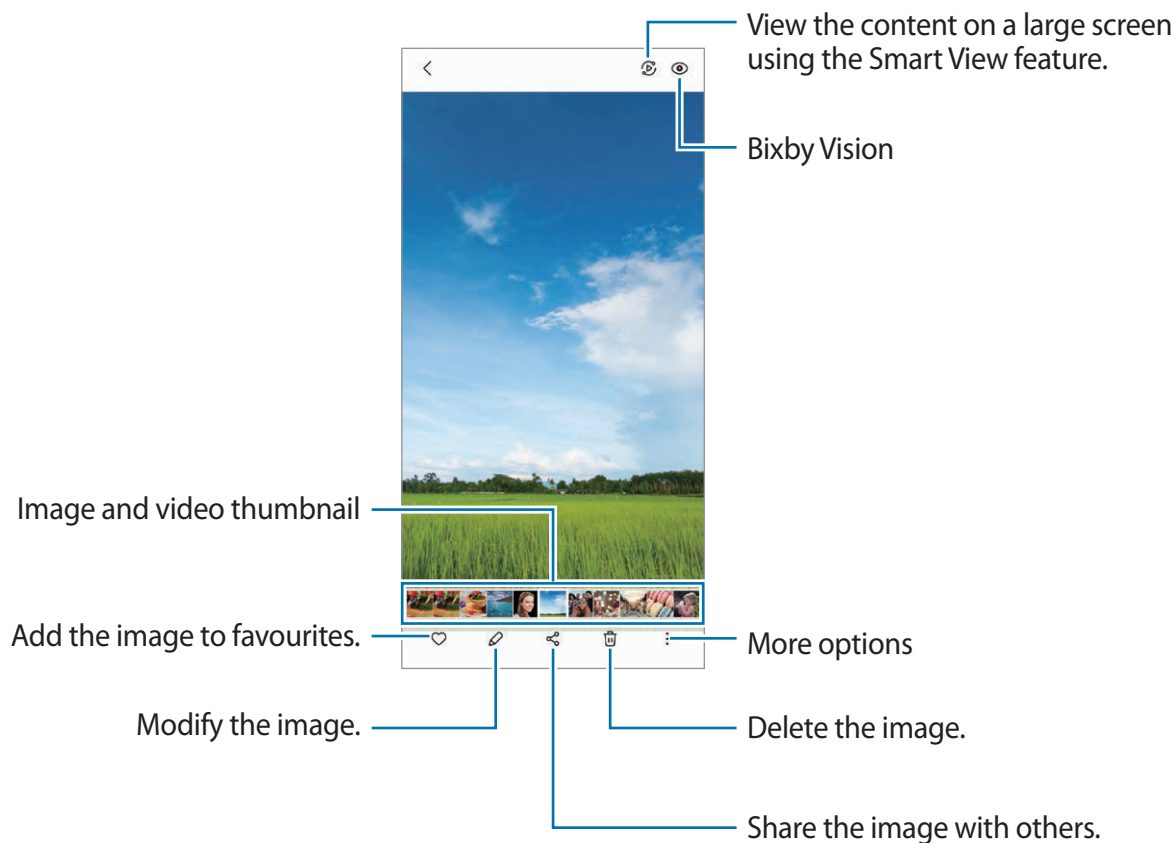 View the content on a large screen
using the Smart View feature.
Bixby Vision
Image and video thumbnail
Add the image to favourites.
More options
Modify the image.
Delete the image.
Share the image with others.